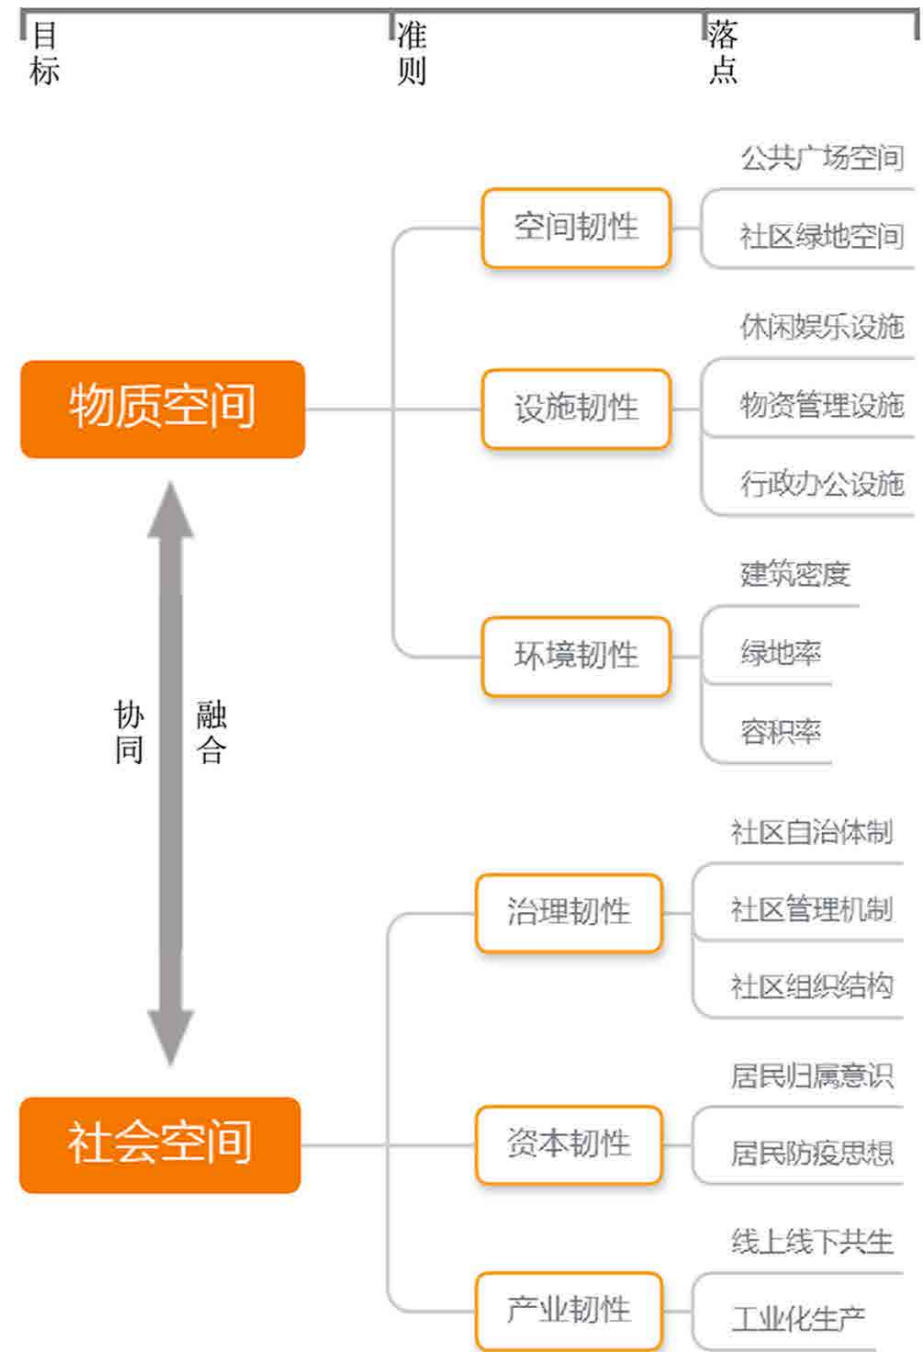 目标
准则
落点
物质空间
空间韧性
公共广场空间
社区绿地空间
设施韧性
休闲娱乐设施
物资管理设施
行政办公设施
环境韧性
建筑密度
绿地率
容积率
协同
融合
社会空间
治理韧性
社区自治体制
社区管理机制
社区组织结构
资本韧性
居民归属意识
居民防疫思想
产业韧性
线上线下共生
工业化生产